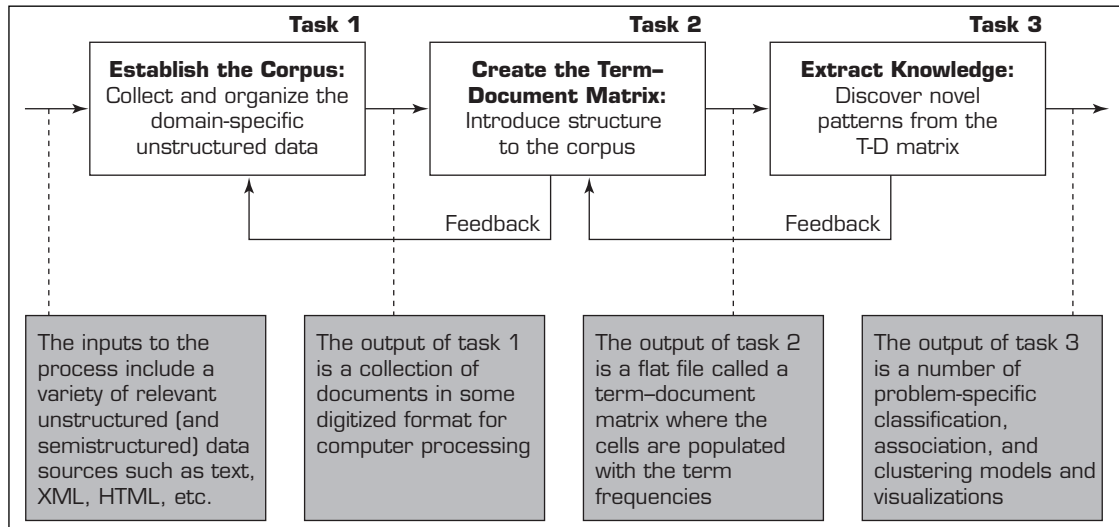 Task 1
Establish the Corpus:
Collect and organize the
domain-specific
unstructured data
Task 2
Create the Term–
Document Matrix:
Introduce structure
to the corpus
Task 3
Extract Knowledge:
Discover novel
patterns from the
T-D matrix
Feedback
Feedback
The inputs to the
process include a
variety of relevant
unstructured (and
semistructured) data
sources such as text,
XML, HTML, etc.
The output of task 1
is a collection of
documents in some
digitized format for
computer processing
The output of task 2
is a flat file called a
term–document
matrix where the
cells are populated
with the term
frequencies
The output of task 3
is a number of
problem-specific
classification,
association, and
clustering models and
visualizations